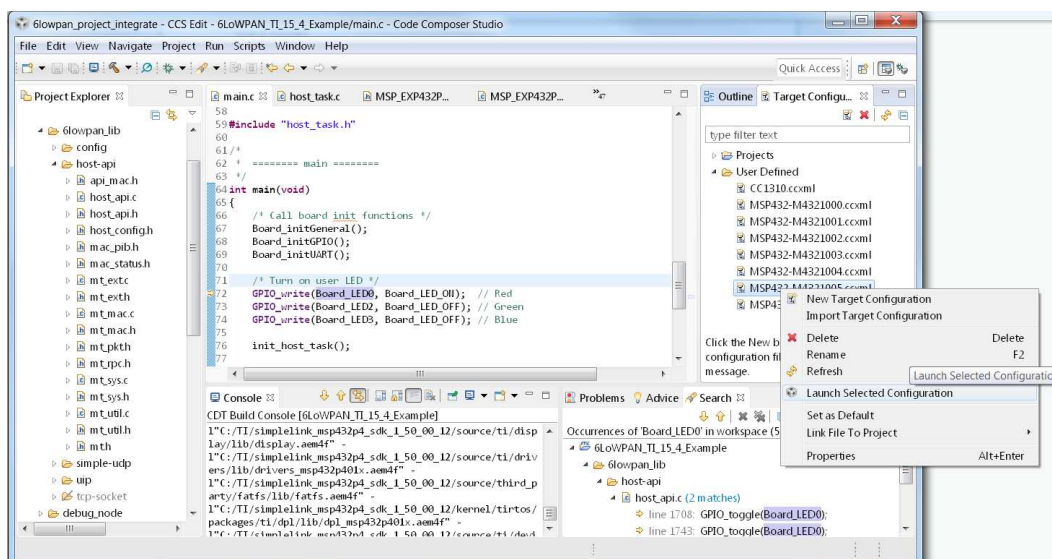 6lowpan_project_integrate - CCS Edit - 6LoWPAN_TI_15_4_Example/main.c - Code Composer Studio
File Edit View Navigate Project Run Scripts Window Help
Quick Access
Project Explorer
6lowpan_lib
config
host-api
api_mac.h
host_api.c
host_api.h
host_config.h
mac_pib.h
mac_status.h
mt_ext.c
mt_ext.h
mt_mac.c
mt_mac.h
mt_pkt.h
mt_rpc.h
mt_sys.c
mt_sys.h
mt_util.c
mt_util.h
mt.h
simple-udp
uip
tcp-socket
debug_node
main.c host_task.c MSP_EXP432P... MSP_EXP432P... »47
58
59 #include "host_task.h"
60
61 /*
62 * ======== main ========
63 */
64 int main(void)
65 {
66 /* Call board init functions */
67 Board_initGeneral();
68 Board_initGPIO();
69 Board_initUART();
70
71 /* Turn on user LED */
72 GPIO_write(Board_LED0, Board_LED_ON); // Red
73 GPIO_write(Board_LED2, Board_LED_OFF); // Green
74 GPIO_write(Board_LED3, Board_LED_OFF); // Blue
75
76 init_host_task();
77
Outline Target Configu...
type filter text
Projects
User Defined
CC1310.ccxml
MSP432-M4321000.ccxml
MSP432-M4321001.ccxml
MSP432-M4321002.ccxml
MSP432-M4321003.ccxml
MSP432-M4321004.ccxml
MSP432-M4321005.ccxml
MSP43
Click the New b
configuration fil
message.
New Target Configuration
Import Target Configuration
Delete Delete
Rename F2
Refresh
Launch Selected Configuratio
Launch Selected Configuration
Set as Default
Link File To Project
Properties Alt+Enter
Console
CDT Build Console [6LoWPAN_TI_15_4_Example]
l"C:/TI/simplelink_msp432p4_sdk_1_50_00_12/source/ti/disp
lay/lib/display.aem4f" -
l"C:/TI/simplelink_msp432p4_sdk_1_50_00_12/source/ti/driv
ers/lib/drivers_msp432p401x.aem4f" -
l"C:/TI/simplelink_msp432p4_sdk_1_50_00_12/source/third_p
arty/fatfs/lib/fatfs.aem4f" -
l"C:/TI/simplelink_msp432p4_sdk_1_50_00_12/kernel/tirtos/
packages/ti/dpl/lib/dpl_msp432p401x.aem4f" -
l"C:/TI/simplelink_msp432p4_sdk_1_50_00_12/source/ti/devi
Problems Advice Search
Occurrences of 'Board_LED0' in workspace (5
6LoWPAN_TI_15_4_Example
6lowpan_lib
host-api
host_api.c (2 matches)
line 1708: GPIO_toggle(Board_LED0);
line 1743: GPIO_toggle(Board_LED0);